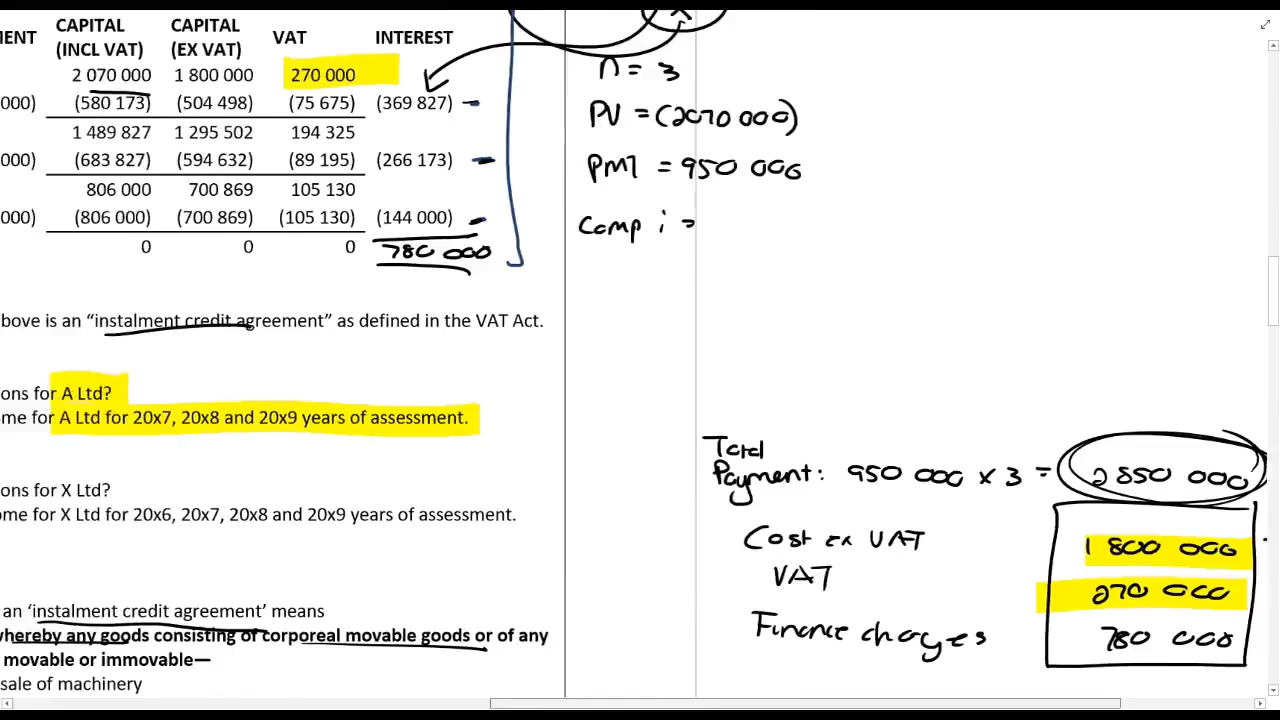 MENT CAPITAL (INCL VAT) CAPITAL (EX VAT) VAT INTEREST
2 070 000 1 800 000 270 000
000) (580 173) (504 498) (75 675) (369 827)
1 489 827 1 295 502 194 325
000) (683 827) (594 632) (89 195) (266 173)
806 000 700 869 105 130
000) (806 000) (700 869) (105 130) (144 000)
0 0 0 780 000
bove is an “instalment credit agreement” as defined in the VAT Act.
ons for A Ltd?
me for A Ltd for 20x7, 20x8 and 20x9 years of assessment.
ons for X Ltd?
ome for X Ltd for 20x6, 20x7, 20x8 and 20x9 years of assessment.
an ‘instalment credit agreement’ means
whereby any goods consisting of corporeal movable goods or of any
movable or immovable—
sale of machinery
n = 3
PV = (2070 000)
PMT = 950 000
Comp i =
Total
Payment: 950 000 x 3 = 2 850 000
Cost ex VAT 1 800 000
VAT 270 000
Finance charges 780 000